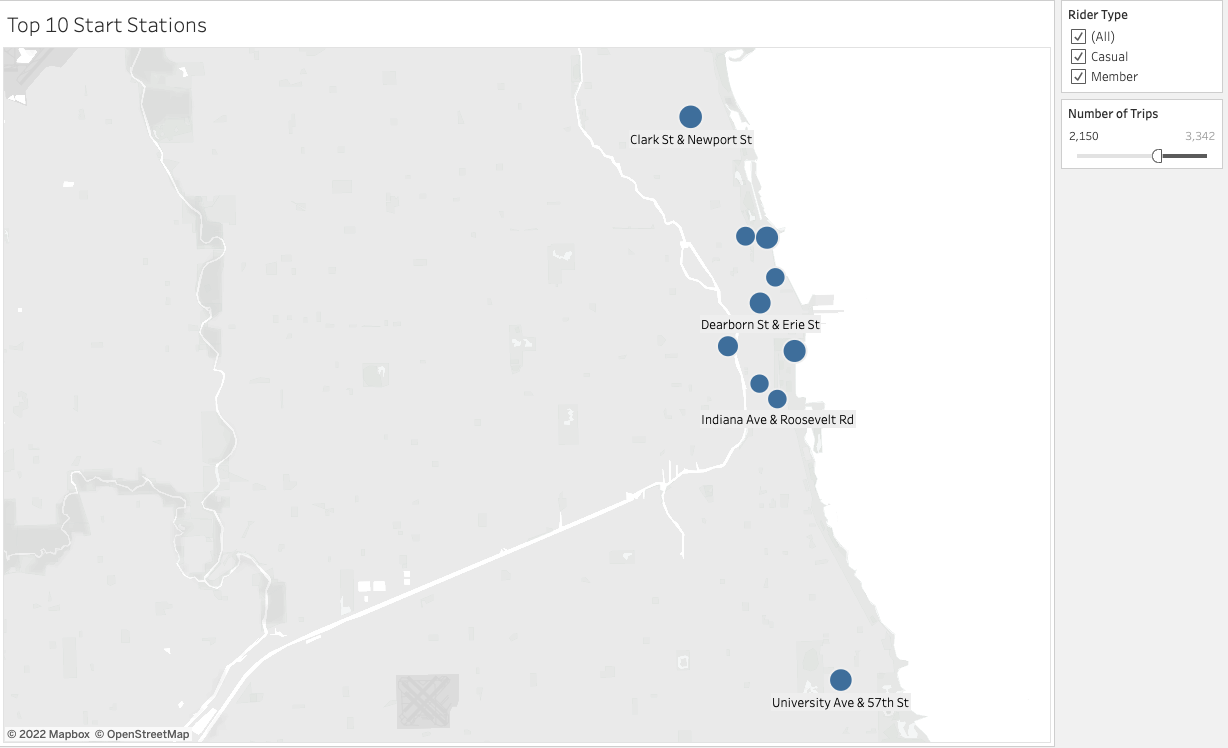 Top 10 Start Stations
Clark St & Newport St
Dearborn St & Erie St
Indiana Ave & Roosevelt Rd
University Ave & 57th St
© 2022 Mapbox © OpenStreetMap
Rider Type
(All)
Casual
Member
Number of Trips
2,150 3,342